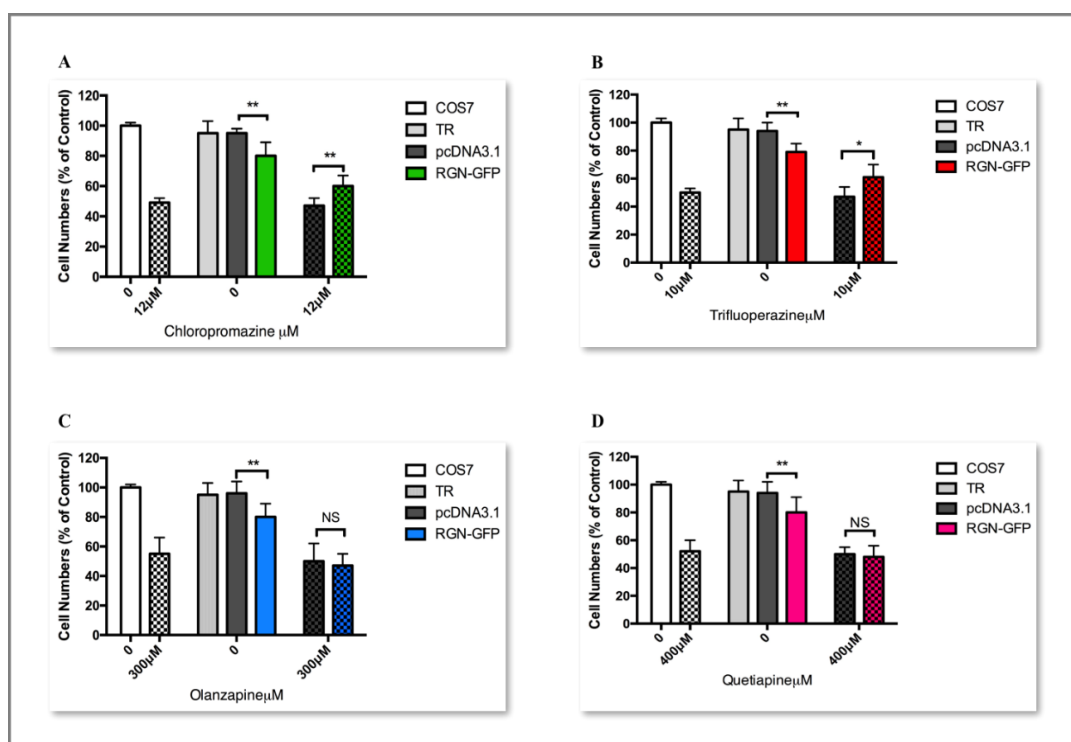 A
Cell Numbers (% of Control)
120
100
80
60
40
20
0
**
**
COS7
TR
pcDNA3.1
RGN-GFP
0
12µM
0
12µM
Chloropromazine µM
B
Cell Numbers (% of Control)
120
100
80
60
40
20
0
**
*
COS7
TR
pcDNA3.1
RGN-GFP
0
10µM
0
10µM
TrifluoperazineµM
C
Cell Numbers (% of Control)
120
100
80
60
40
20
0
**
NS
COS7
TR
pcDNA3.1
RGN-GFP
0
300µM
0
300µM
OlanzapineµM
D
Cell Numbers (% of Control)
120
100
80
60
40
20
0
**
NS
COS7
TR
pcDNA3.1
RGN-GFP
0
400µM
0
400µM
QuetiapineµM